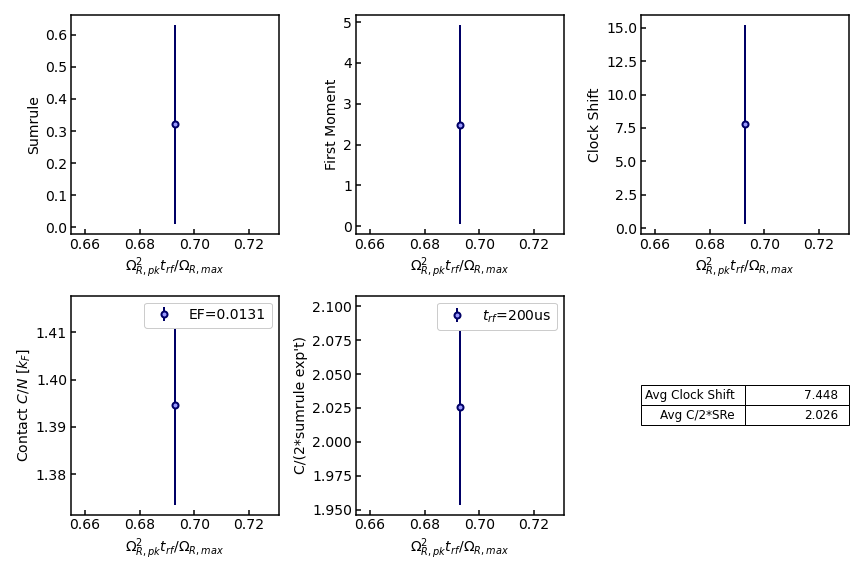 Sumrule
0.6
0.5
0.4
0.3
0.2
0.1
0.0
0.66 0.68 0.70 0.72
Ω²R,pk trf/ΩR,max
First Moment
5
4
3
2
1
0
0.66 0.68 0.70 0.72
Ω²R,pk trf/ΩR,max
Clock Shift
15.0
12.5
10.0
7.5
5.0
2.5
0.0
0.66 0.68 0.70 0.72
Ω²R,pk trf/ΩR,max
Contact C/N [kF]
EF=0.0131
1.41
1.40
1.39
1.38
0.66 0.68 0.70 0.72
Ω²R,pk trf/ΩR,max
C/(2*sumrule exp't)
trf=200us
2.100
2.075
2.050
2.025
2.000
1.975
1.950
0.66 0.68 0.70 0.72
Ω²R,pk trf/ΩR,max
Avg Clock Shift 7.448
Avg C/2*SRe 2.026